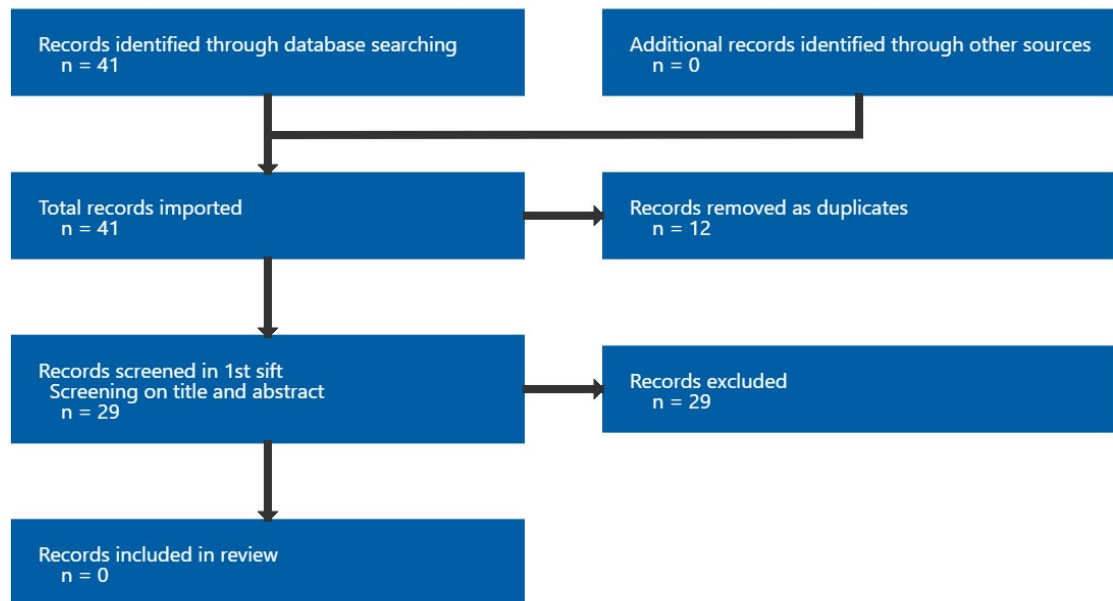 Records identified through database searching
n = 41
Additional records identified through other sources
n = 0
Total records imported
n = 41
Records removed as duplicates
n = 12
Records screened in 1st sift
Screening on title and abstract
n = 29
Records excluded
n = 29
Records included in review
n = 0